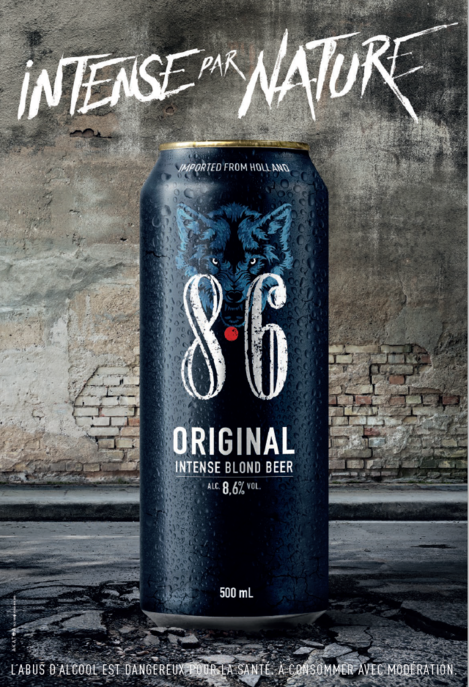 iNTENSE PAR NATURE
IMPORTED FROM HOLLAND
8.6
ORIGINAL
INTENSE BLOND BEER
ALC. 8,6% VOL.
500 mL
L'ABUS D'ALCOOL EST DANGEREUX POUR LA SANTÉ. À CONSOMMER AVEC MODÉRATION.